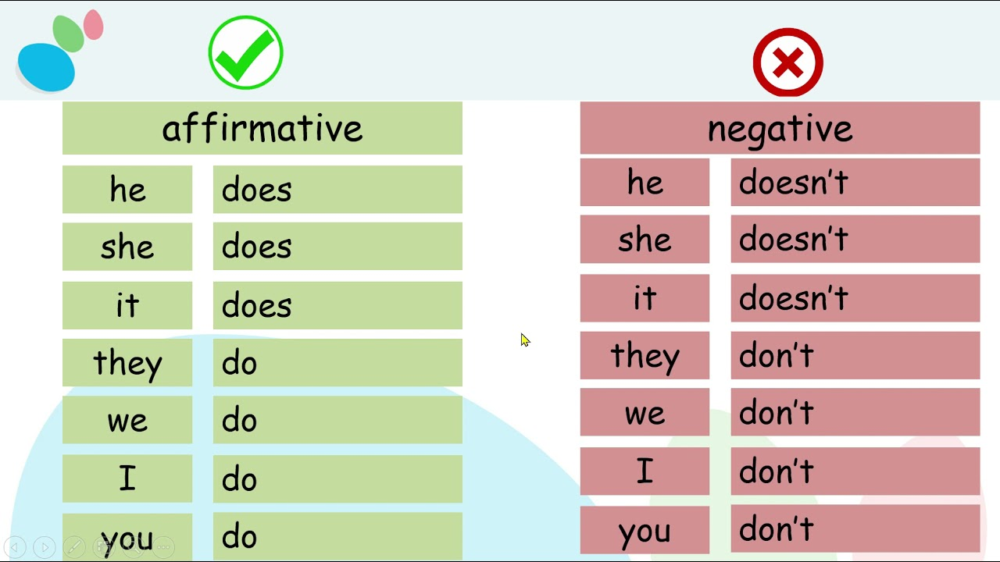 affirmative
he does
she does
it does
they do
we do
I do
you do
negative
he doesn't
she doesn't
it doesn't
they don't
we don't
I don't
you don't